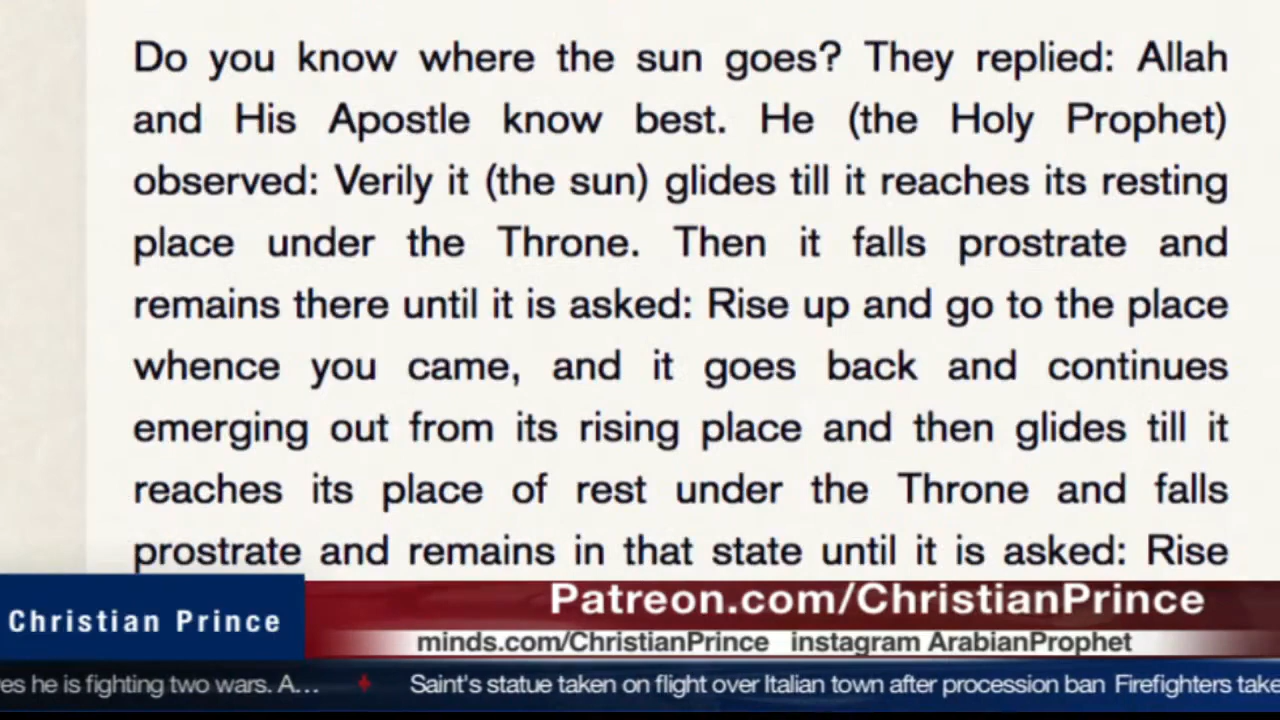 Do you know where the sun goes? They replied: Allah
and His Apostle know best. He (the Holy Prophet)
observed: Verily it (the sun) glides till it reaches its resting
place under the Throne. Then it falls prostrate and
remains there until it is asked: Rise up and go to the place
whence you came, and it goes back and continues
emerging out from its rising place and then glides till it
reaches its place of rest under the Throne and falls
prostrate and remains in that state until it is asked: Rise
Patreon.com/ChristianPrince
Christian Prince
minds.com/ChristianPrince instagram ArabianProphet
es he is fighting two wars. A... Saint's statue taken on flight over Italian town after procession ban Firefighters take